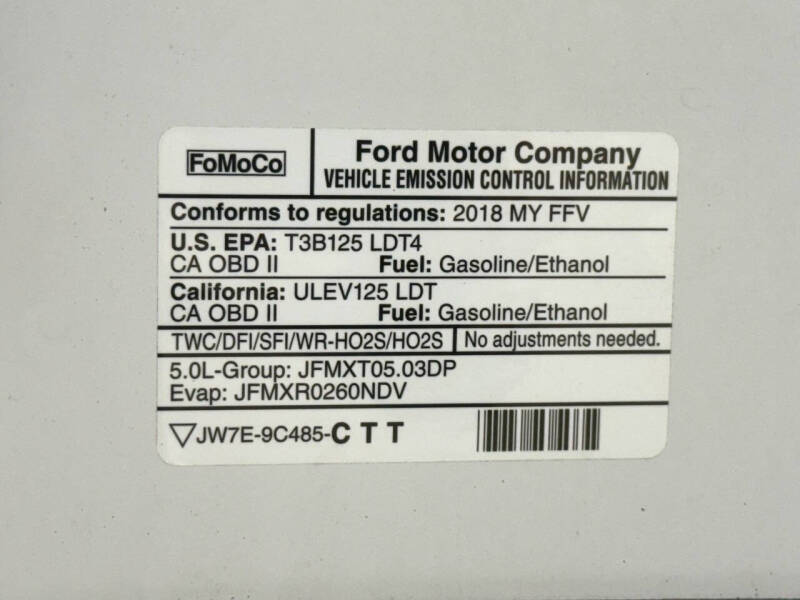 FoMoCo
Ford Motor Company
VEHICLE EMISSION CONTROL INFORMATION
Conforms to regulations: 2018 MY FFV
U.S. EPA: T3B125 LDT4
CA OBD II Fuel: Gasoline/Ethanol
California: ULEV125 LDT
CA OBD II Fuel: Gasoline/Ethanol
TWC/DFI/SFI/WR-HO2S/HO2S No adjustments needed.
5.0L-Group: JFMXT05.03DP
Evap: JFMXR0260NDV
JW7E-9C485-CTT